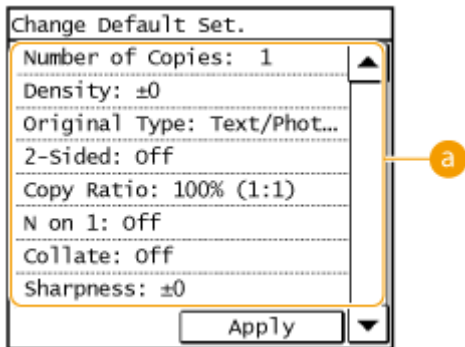 Change Default Set.
Number of Copies: 1
Density: ±0
Original Type: Text/Phot...
2-Sided: Off
Copy Ratio: 100% (1:1)
N on 1: Off
Collate: Off
Sharpness: ±0
Apply
a